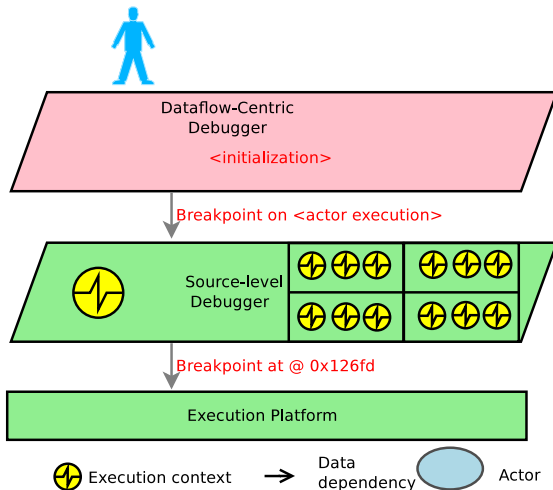 Dataflow-Centric
Debugger
<initialization>
Breakpoint on <actor execution>
Source-level
Debugger
Breakpoint at @ 0x126fd
Execution Platform
Execution context
Data
dependency
Actor